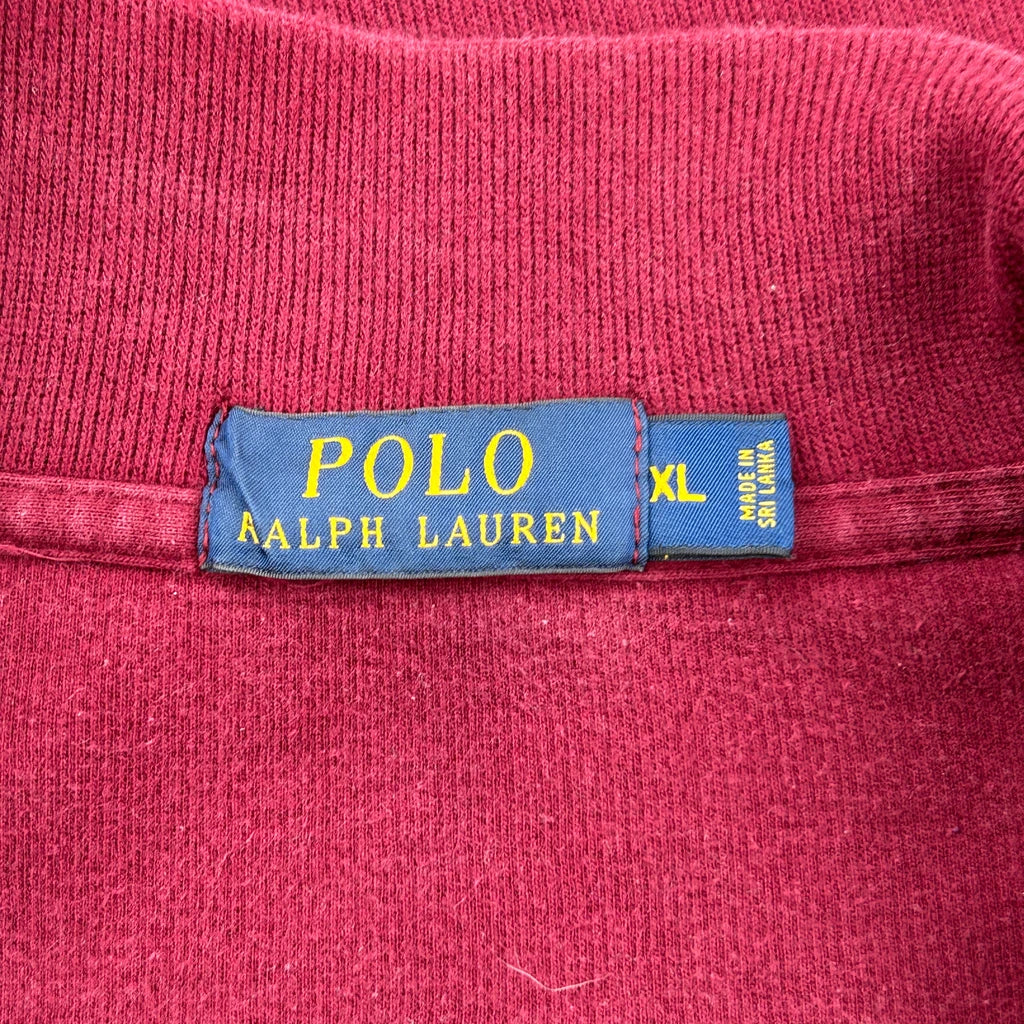 POLO
RALPH LAUREN
XL
MADE IN
SRI LANKA